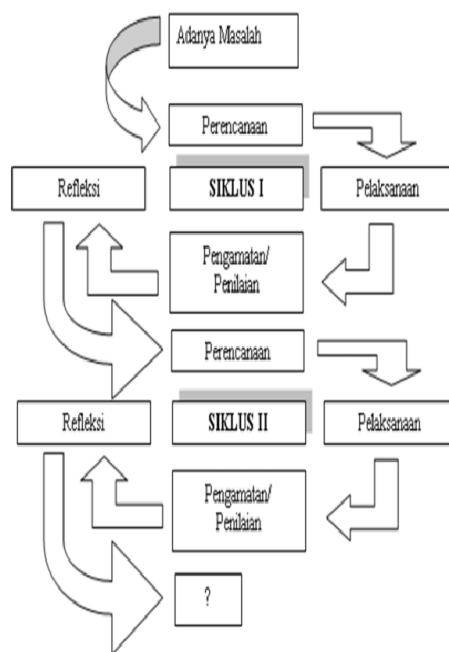 Adanya Masalah
Perencanaan
Refleksi
SIKLUS I
Pelaksanaan
Pengamatan/
Penilaian
Perencanaan
Refleksi
SIKLUS II
Pelaksanaan
Pengamatan/
Penilaian
?